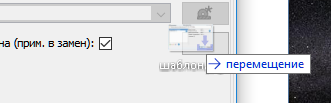 на (прим. в замен):
шаблон
→ перемещение